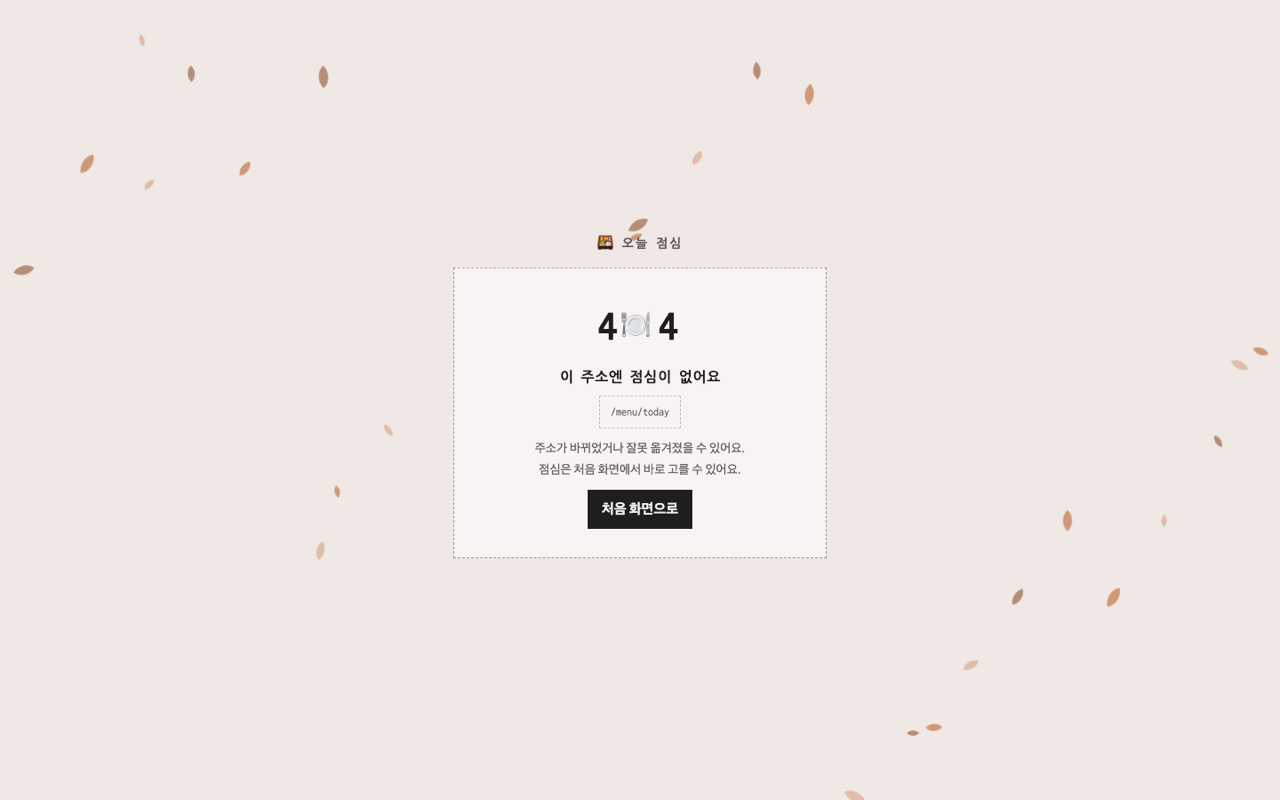 🍱 오늘 점심
4🍽️4
이 주소엔 점심이 없어요
/menu/today
주소가 바뀌었거나 잘못 옮겨졌을 수 있어요.
점심은 처음 화면에서 바로 고를 수 있어요.
처음 화면으로